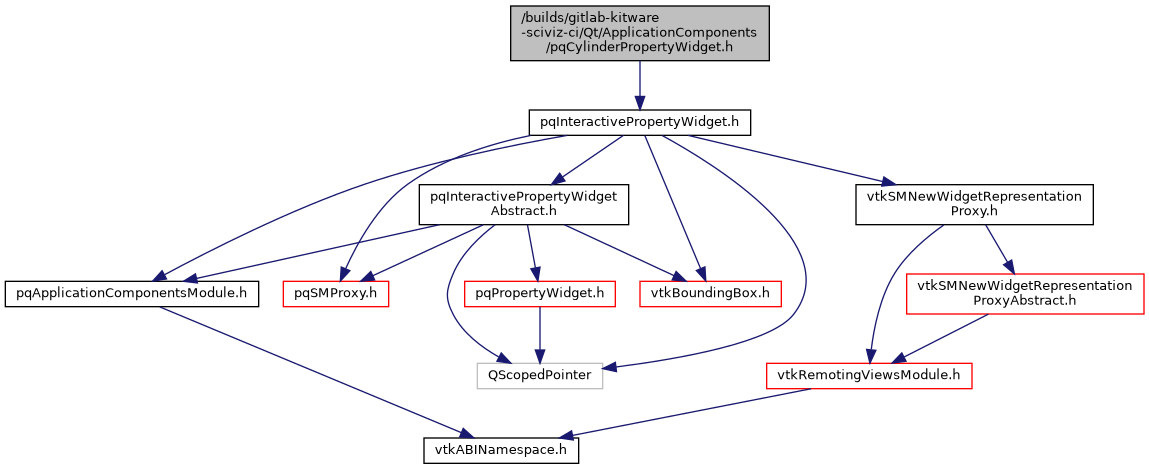 /builds/gitlab-kitware
-sciviz-ci/Qt/ApplicationComponents
/pqCylinderPropertyWidget.h
pqInteractivePropertyWidget.h
pqInteractivePropertyWidget
Abstract.h
vtkSMNewWidgetRepresentation
Proxy.h
pqApplicationComponentsModule.h
pqSMProxy.h
pqPropertyWidget.h
vtkBoundingBox.h
vtkSMNewWidgetRepresentation
ProxyAbstract.h
QScopedPointer
vtkRemotingViewsModule.h
vtkABINamespace.h